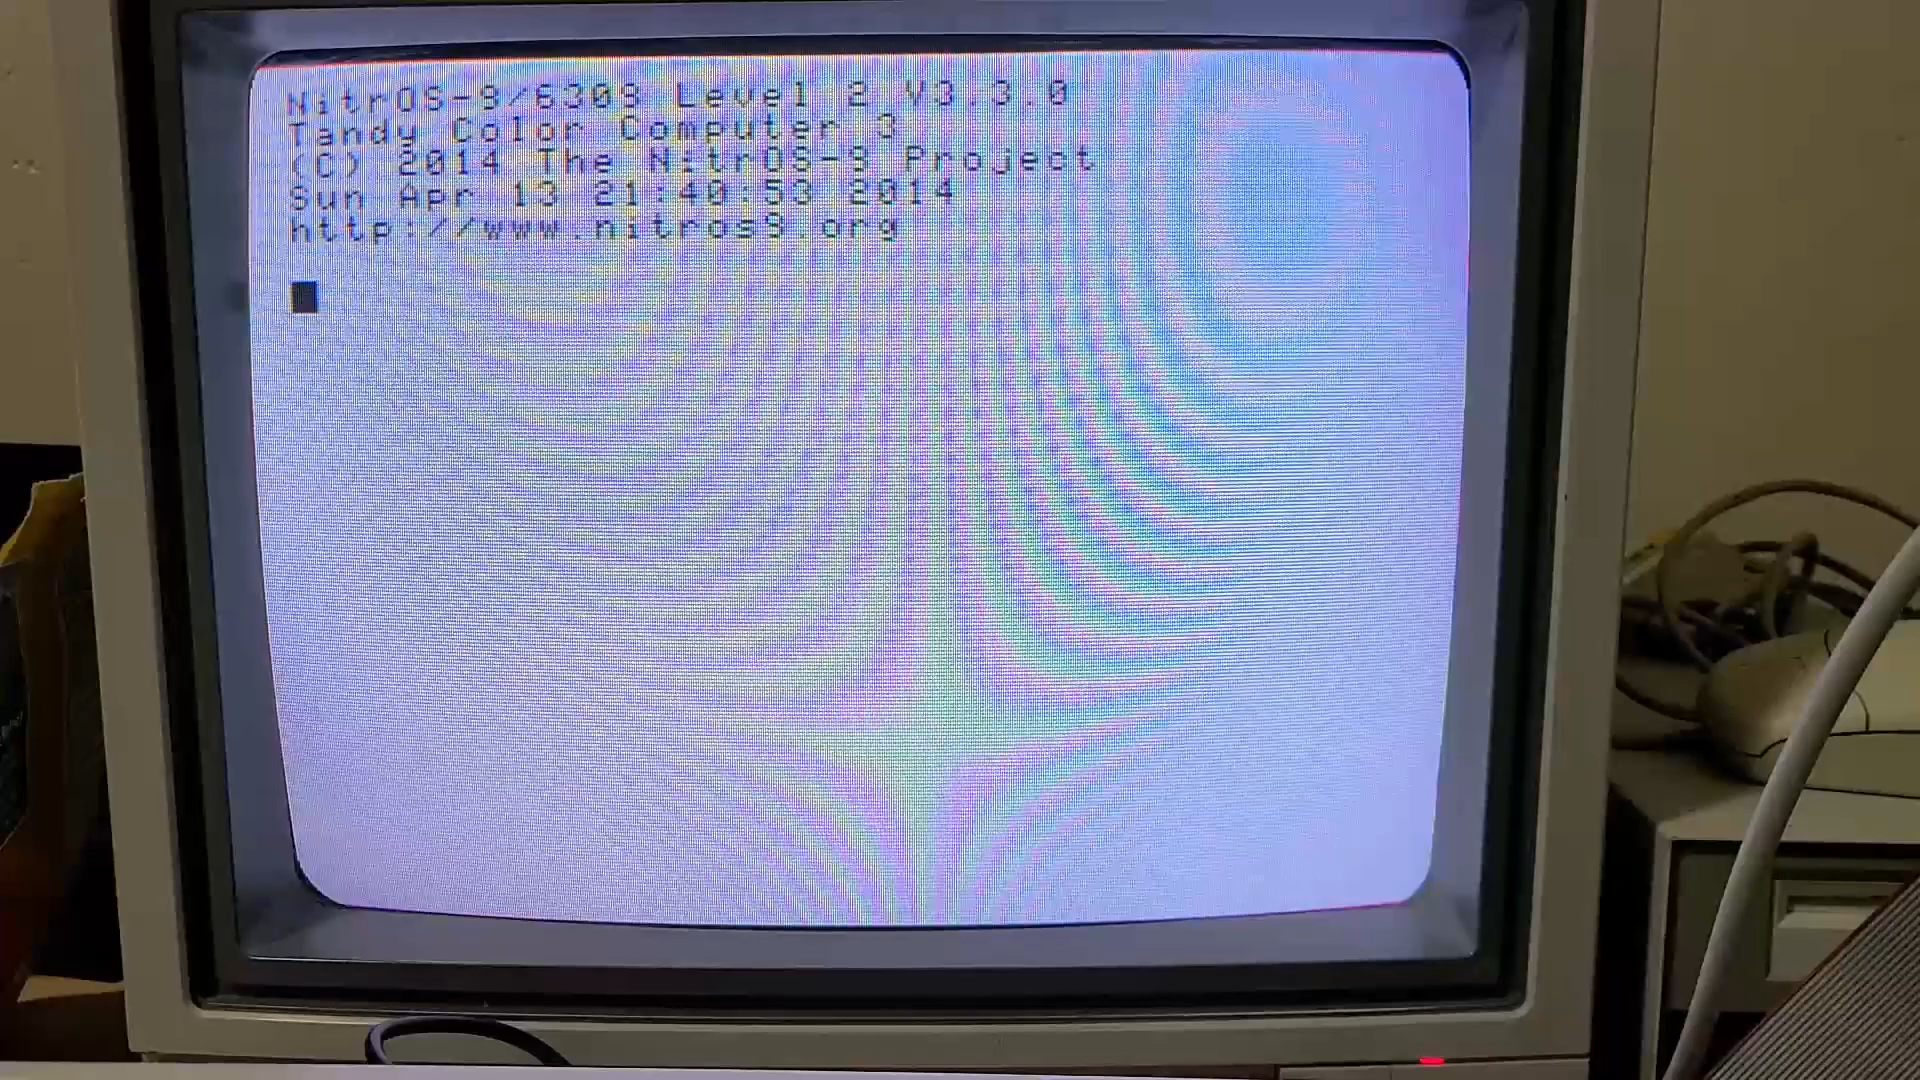 NitrOS-9/6309 Level 2 V3.3.0
Tandy Color Computer 3
(C) 2014 The NitrOS-9 Project
Sun Apr 13 21:40:53 2014
http://www.nitros9.org